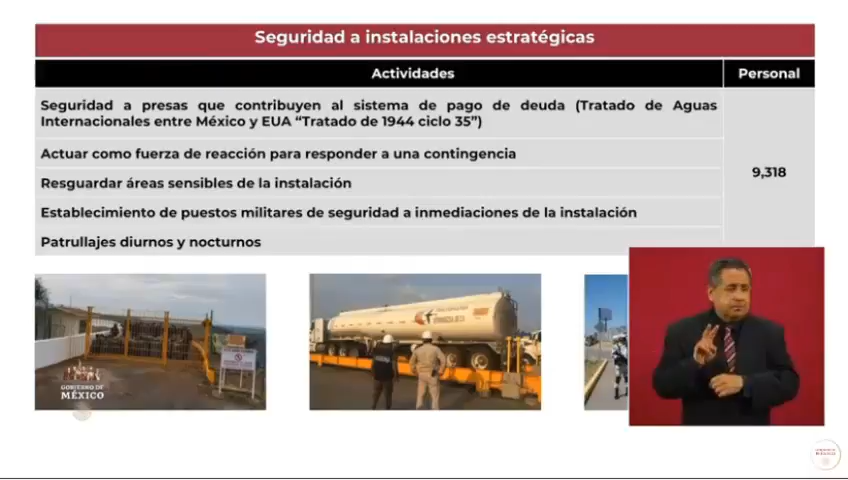 Seguridad a instalaciones estratégicas
Actividades
Personal
Seguridad a presas que contribuyen al sistema de pago de deuda (Tratado de Aguas
Internacionales entre México y EUA “Tratado de 1944 ciclo 35”)
Actuar como fuerza de reacción para responder a una contingencia
Resguardar áreas sensibles de la instalación
Establecimiento de puestos militares de seguridad a inmediaciones de la instalación
Patrullajes diurnos y nocturnos
9,318
GOBIERNO DE
MÉXICO